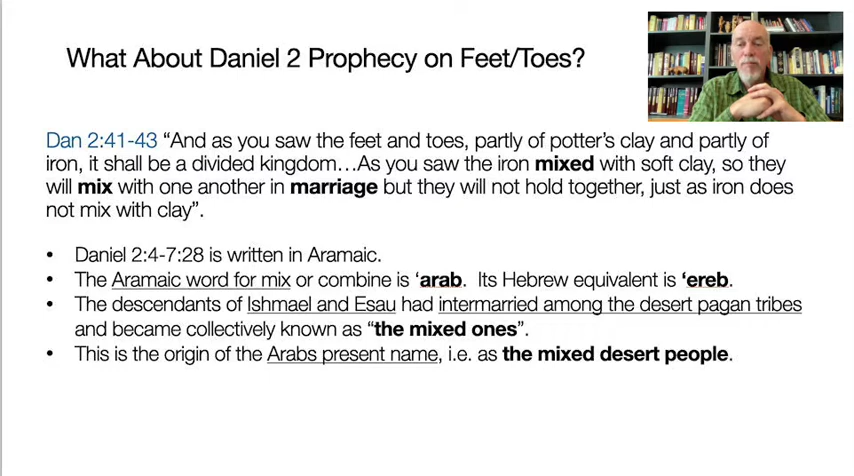 What About Daniel 2 Prophecy on Feet/Toes?
Dan 2:41-43 “And as you saw the feet and toes, partly of potter’s clay and partly of
iron, it shall be a divided kingdom…As you saw the iron mixed with soft clay, so they
will mix with one another in marriage but they will not hold together, just as iron does
not mix with clay”.
• Daniel 2:4-7:28 is written in Aramaic.
• The Aramaic word for mix or combine is ‘arab. Its Hebrew equivalent is ‘ereb.
• The descendants of Ishmael and Esau had intermarried among the desert pagan tribes
and became collectively known as “the mixed ones”.
• This is the origin of the Arabs present name, i.e. as the mixed desert people.